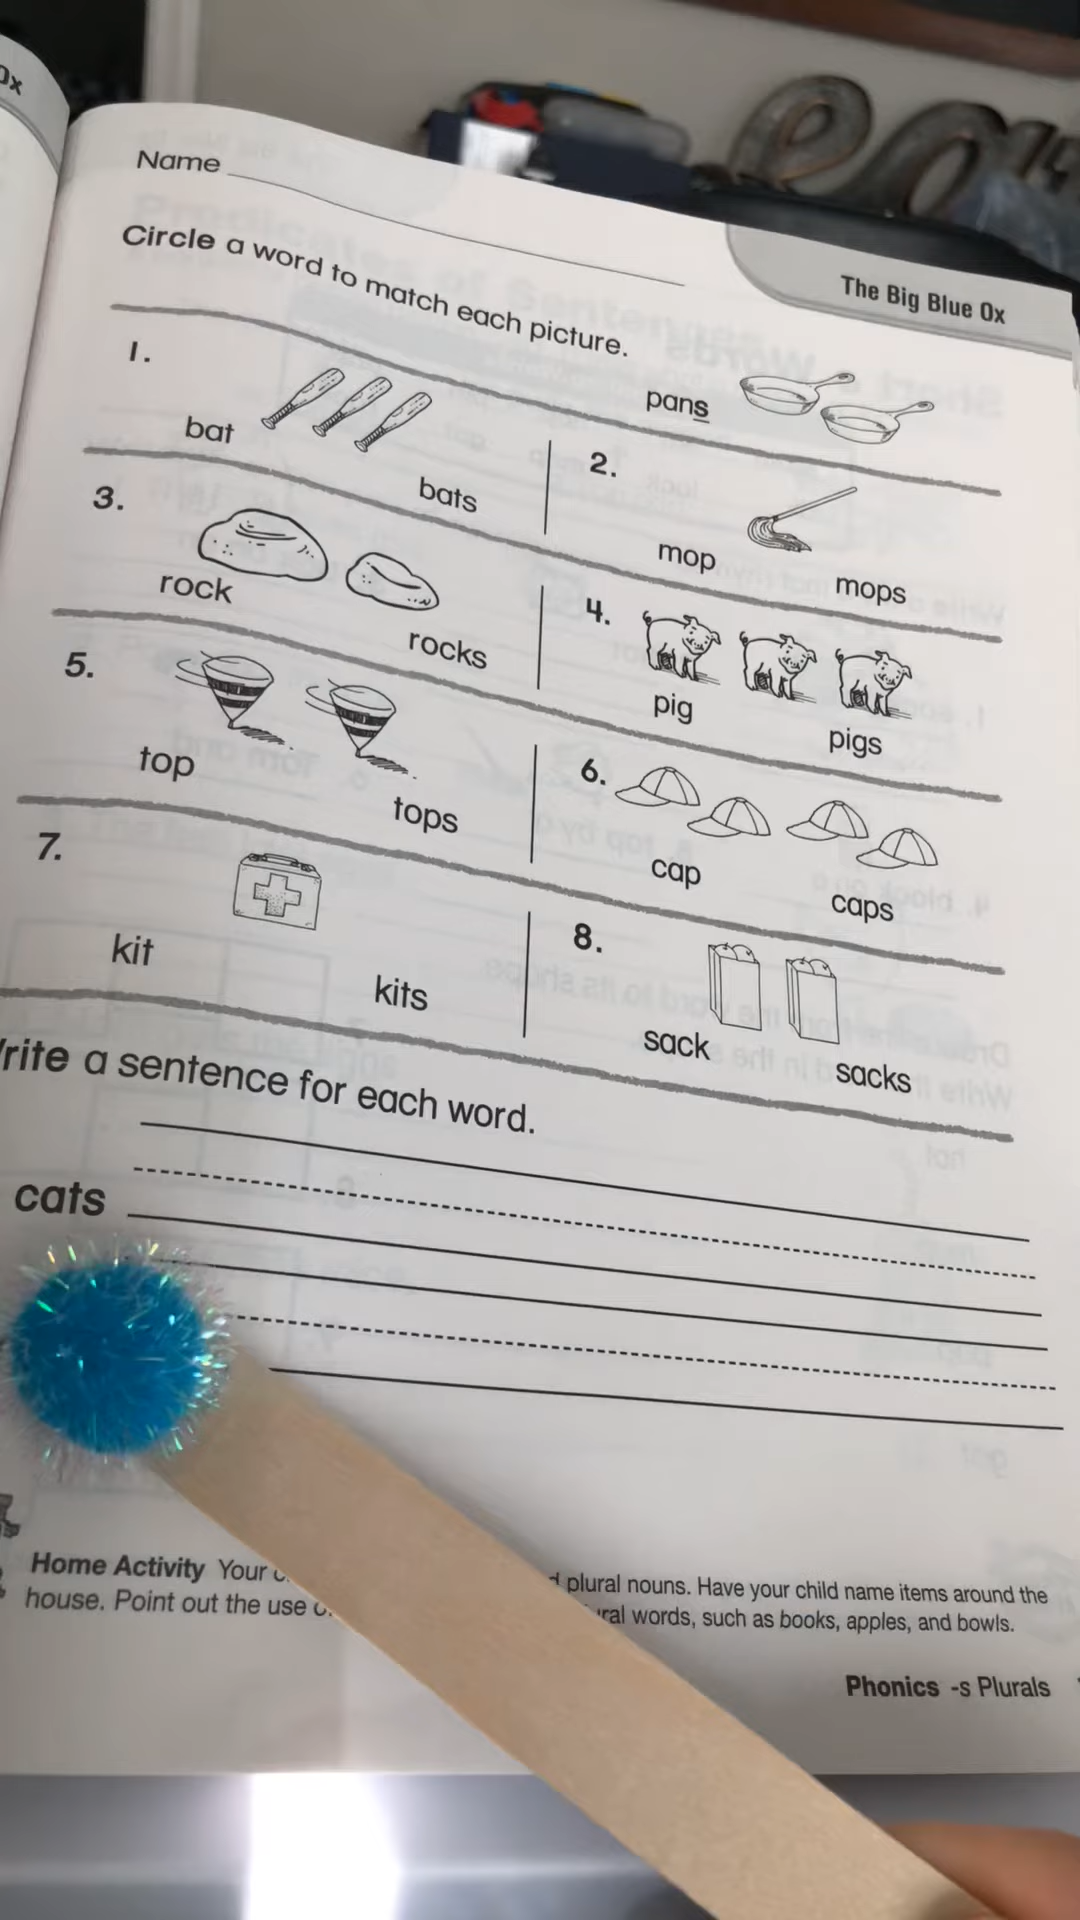 Ox
Name
The Big Blue Ox
Circle a word to match each picture.
pans
1.
bat
bats
2.
mop
mops
3.
rock
rocks
4.
pig
pigs
5.
top
tops
6.
cap
caps
7.
kit
kits
8.
sack
sacks
rite a sentence for each word.
cats
Home Activity Your plural nouns. Have your child name items around the
house. Point out the use words, such as books, apples, and bowls.
Phonics -s Plurals